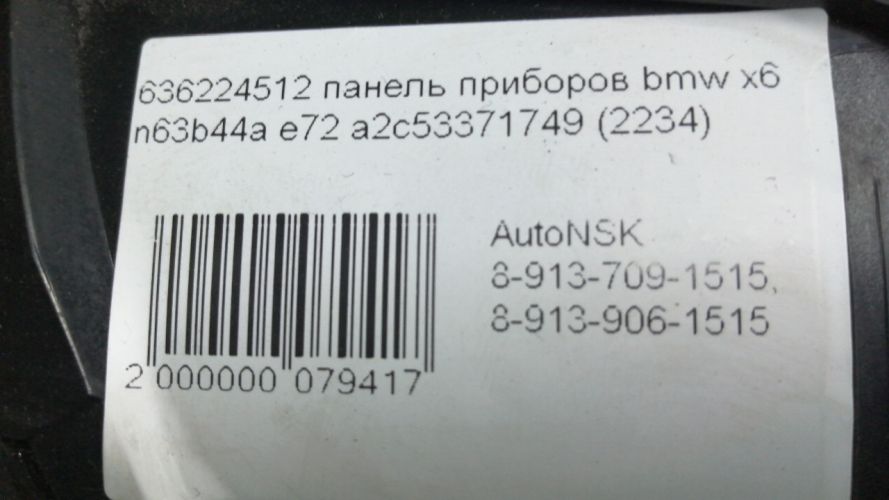 636224512 панель приборов bmw x6
n63b44a e72 a2c53371749 (2234)
AutoNSK
8-913-709-1515,
8-913-906-1515
2 000000 079417